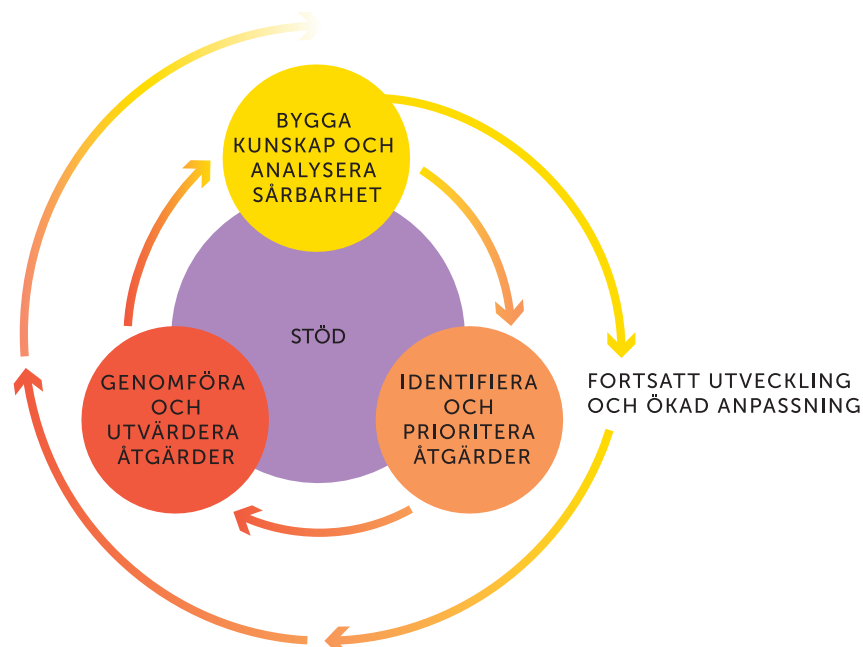 BYGGA
KUNSKAP OCH
ANALYSERA
SÅRBARHET
STÖD
GENOMFÖRA
OCH
UTVÄRDERA
ÅTGÄRDER
IDENTIFIERA
OCH
PRIORITERA
ÅTGÄRDER
FORTSATT UTVECKLING
OCH ÖKAD ANPASSNING